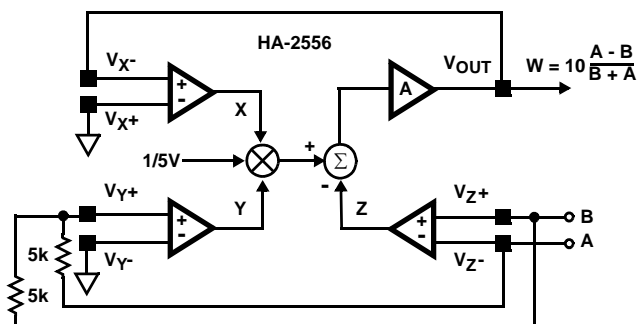 HA-2556
VX-
VX+
X
1/5V
+
-
+
-
A
Σ
VOUT
W = 10 A - B
B + A
VY+
VY-
+
-
Y
Z
+
-
VZ+
VZ-
B
A
5k
5k